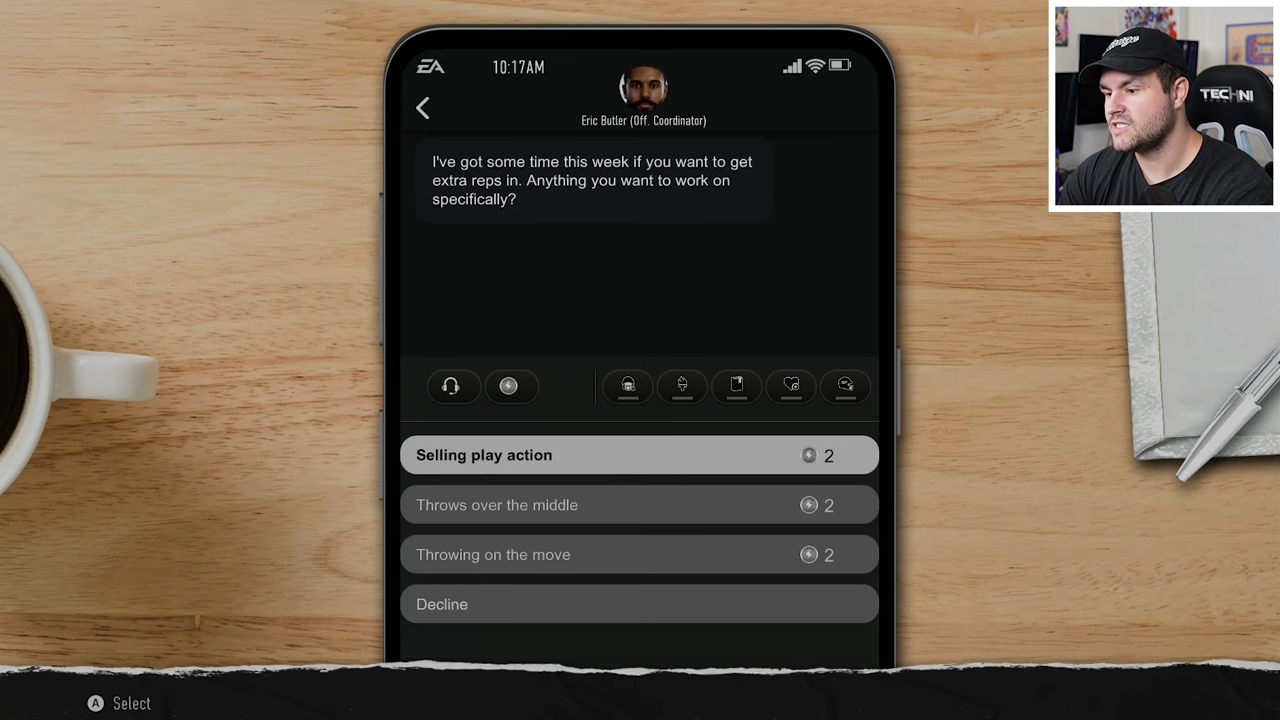 EA
10:17AM
Eric Butler (Off. Coordinator)
I've got some time this week if you want to get
extra reps in. Anything you want to work on
specifically?
Selling play action 2
Throws over the middle 2
Throwing on the move 2
Decline
A Select
TECHNI